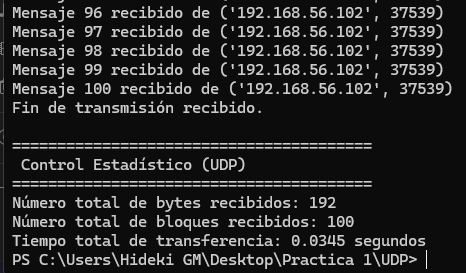 Mensaje 96 recibido de ('192.168.56.102', 37539)
Mensaje 97 recibido de ('192.168.56.102', 37539)
Mensaje 98 recibido de ('192.168.56.102', 37539)
Mensaje 99 recibido de ('192.168.56.102', 37539)
Mensaje 100 recibido de ('192.168.56.102', 37539)
Fin de transmisión recibido.
========================================
Control Estadístico (UDP)
========================================
Número total de bytes recibidos: 192
Número total de bloques recibidos: 100
Tiempo total de transferencia: 0.0345 segundos
PS C:\Users\Hideki GM\Desktop\Practica 1\UDP>